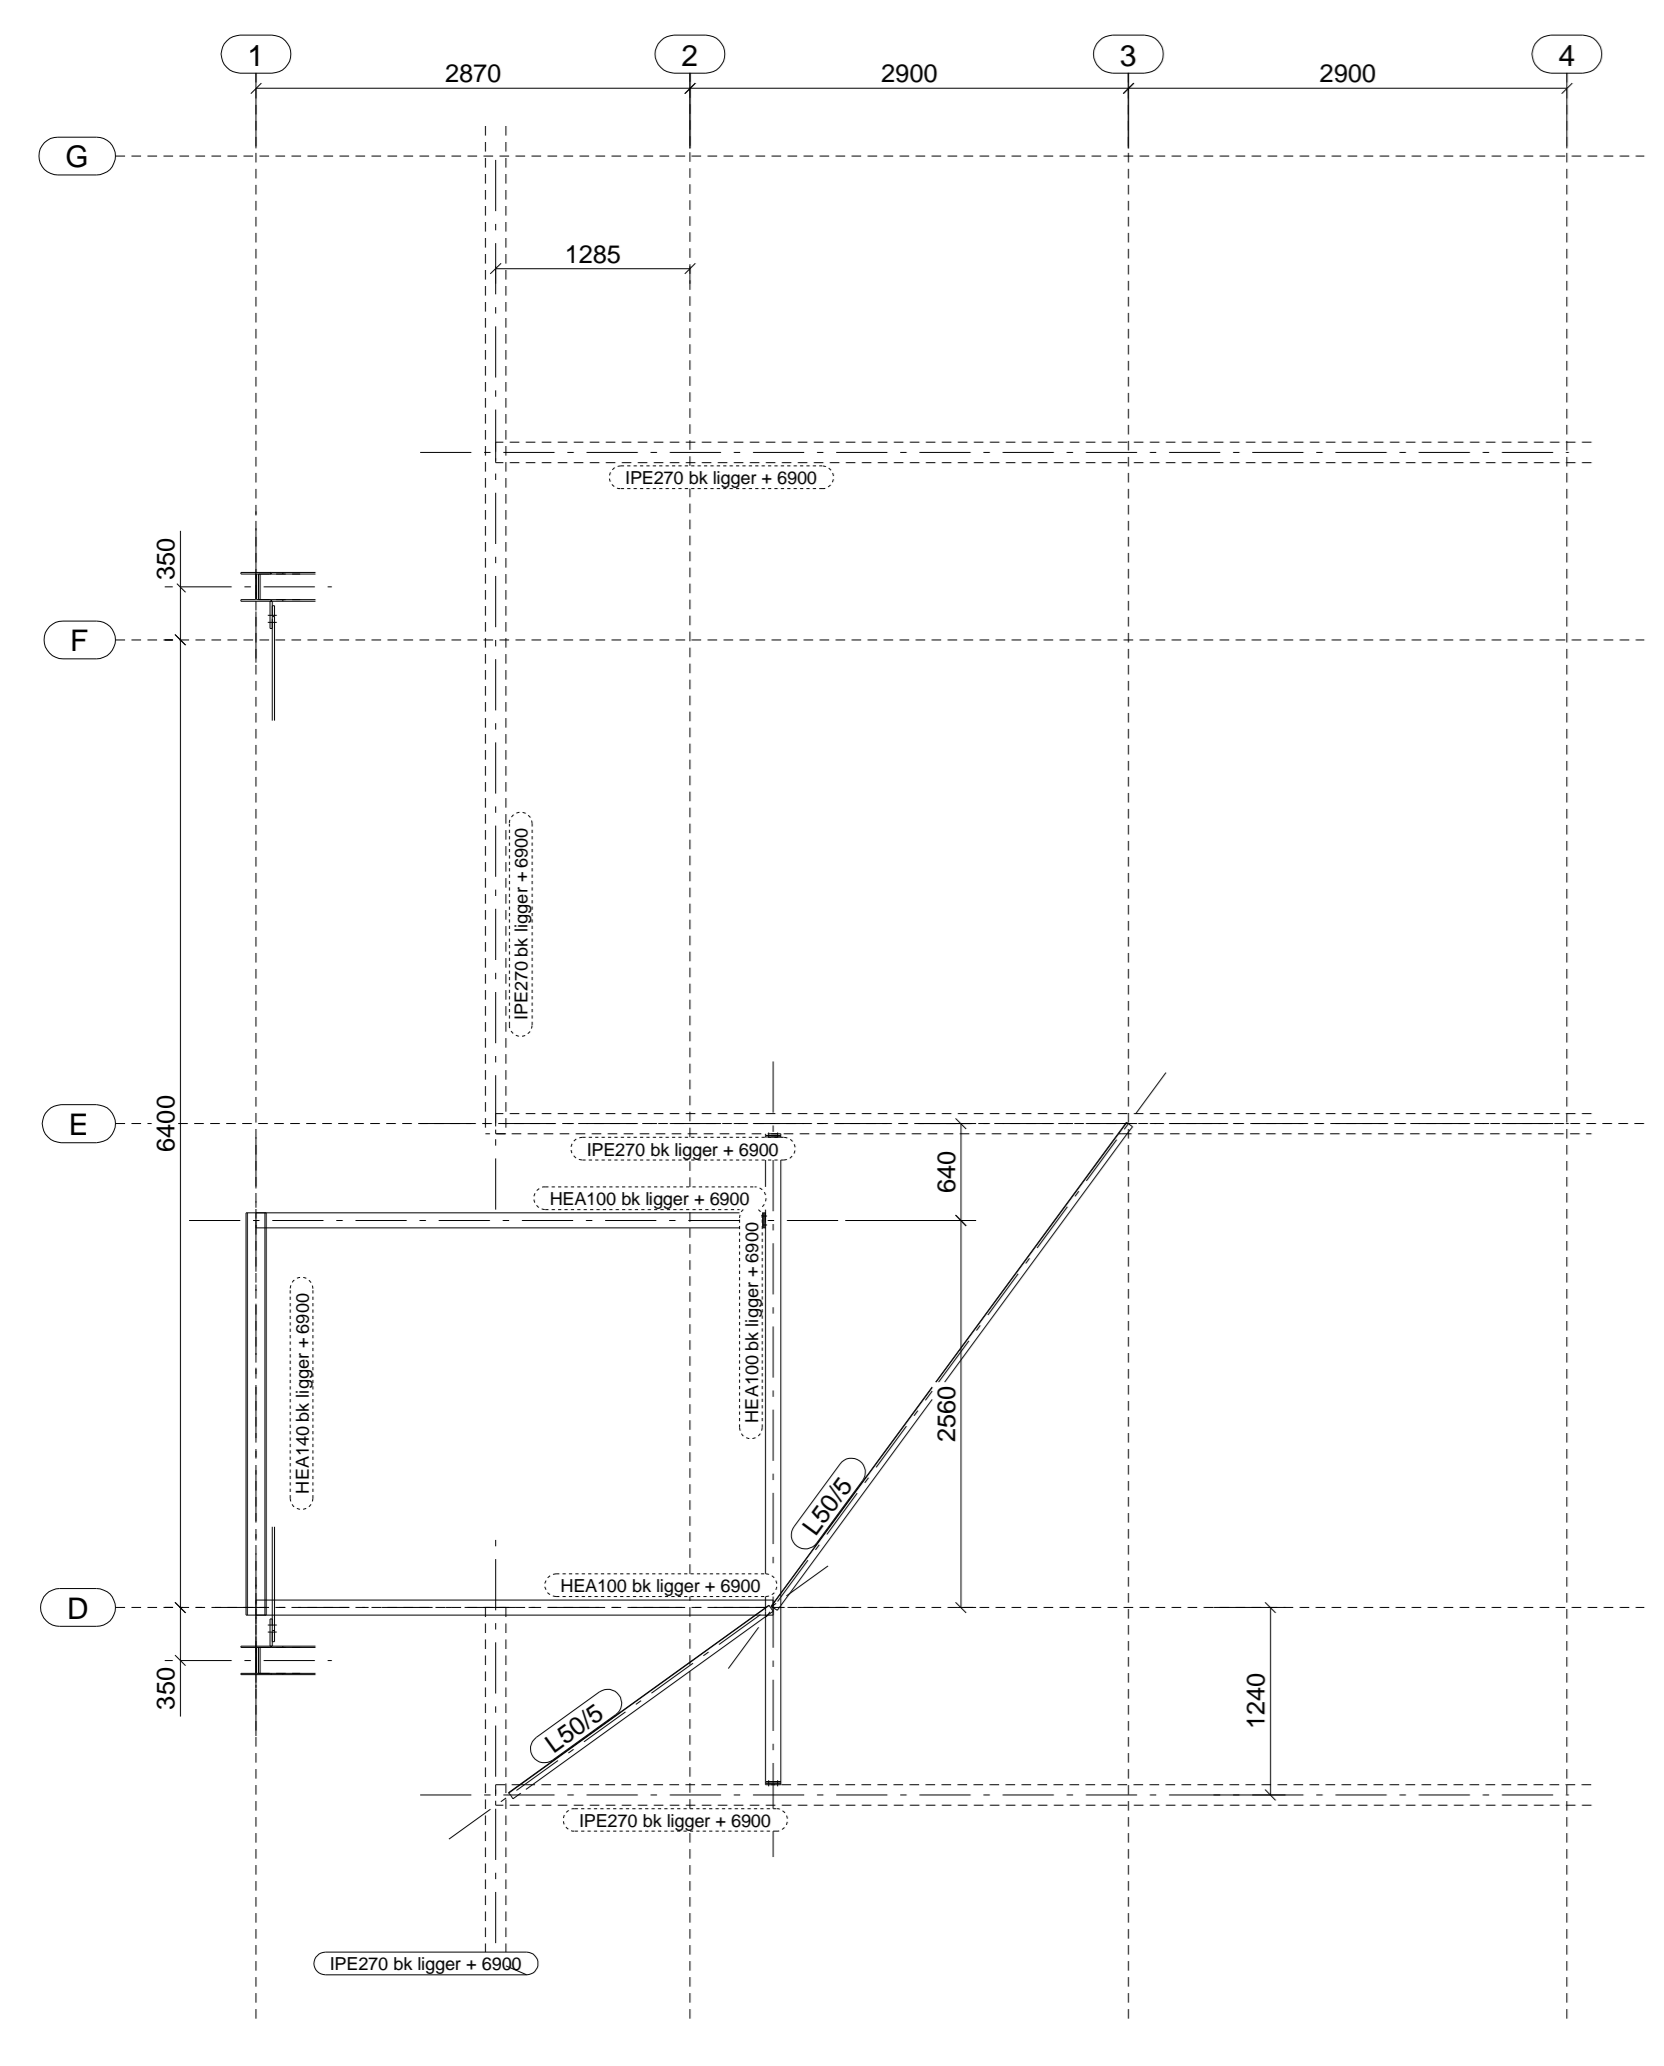 1
2
3
4
2870
2900
2900
G
1285
IPE270 bk ligger + 6900
350
F
IPE270 bk ligger + 6900
E
6400
IPE270 bk ligger + 6900
640
HEA100 bk ligger + 6900
HEA100 bk ligger + 6900
HEA140 bk ligger + 6900
2560
L50/5
HEA100 bk ligger + 6900
D
350
L50/5
1240
IPE270 bk ligger + 6900
IPE270 bk ligger + 6900